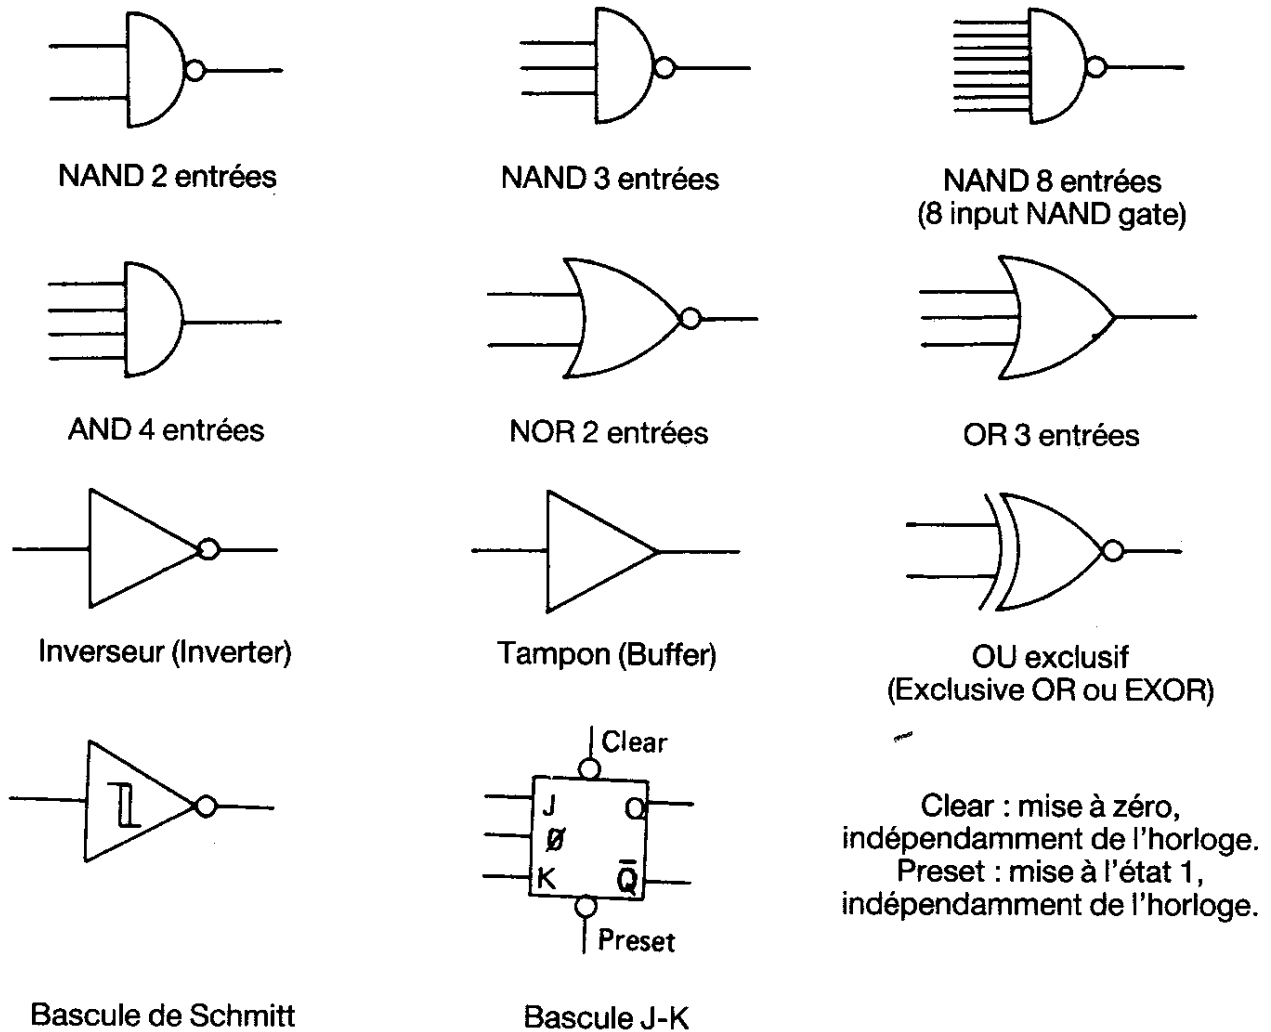 NAND 2 entrées
NAND 3 entrées
NAND 8 entrées
(8 input NAND gate)
AND 4 entrées
NOR 2 entrées
OR 3 entrées
Inverseur (Inverter)
Tampon (Buffer)
OU exclusif
(Exclusive OR ou EXOR)
Clear
J
Q
Ø
K
Q̅
Preset
Clear : mise à zéro,
indépendamment de l'horloge.
Preset : mise à l'état 1,
indépendamment de l'horloge.
Bascule de Schmitt
Bascule J-K